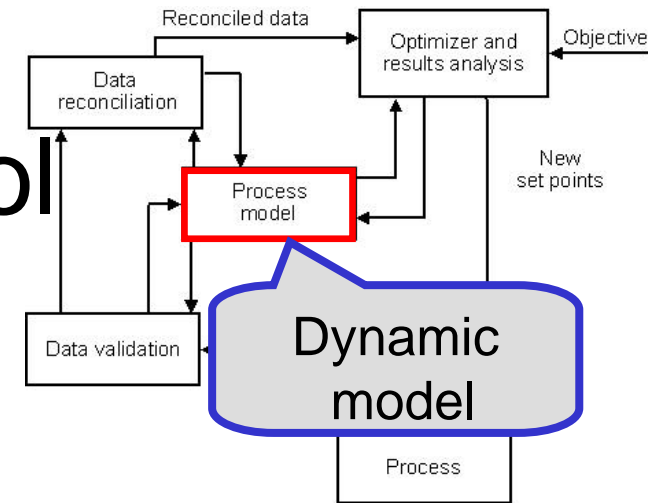 Reconciled data
Optimizer and
results analysis
Objective
Data
reconciliation
ol
Process
model
New
set points
Data validation
Dynamic
model
Process